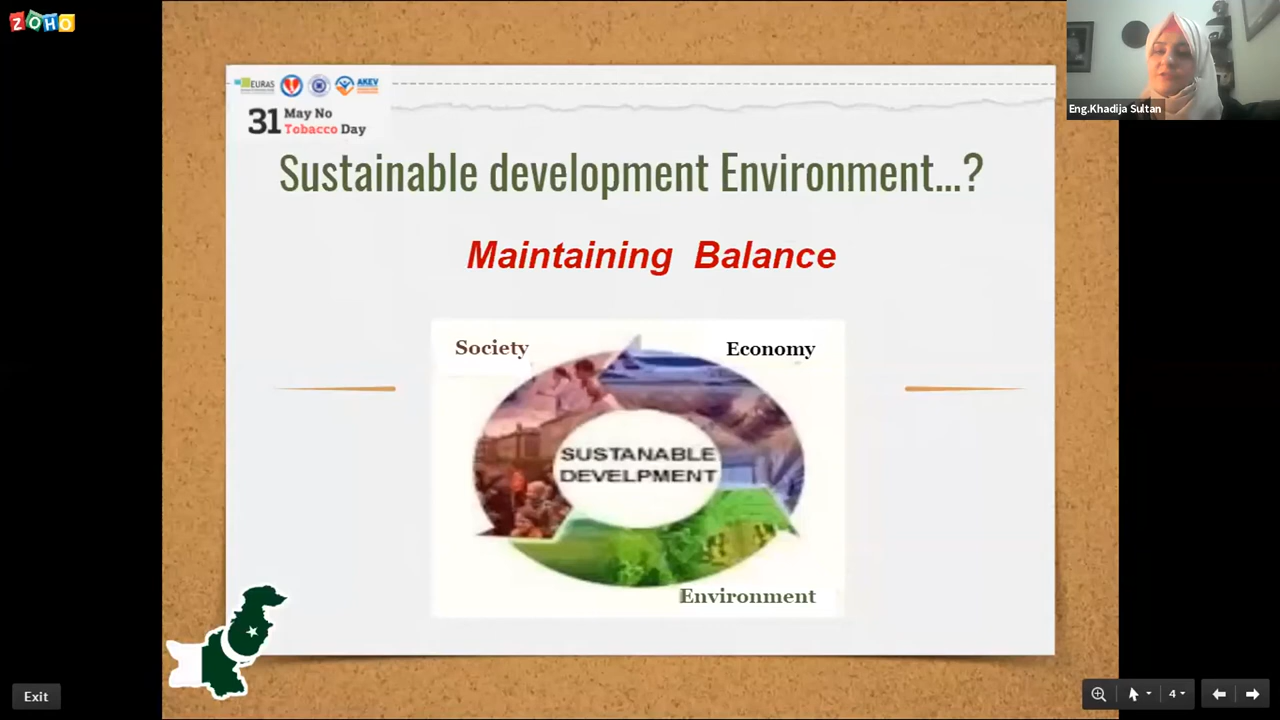 ZOHO
Eng.Khadija Sultan
EURAS
AKEV
31 May No
Tobacco Day
Sustainable development Environment...?
Maintaining Balance
Society
Economy
SUSTANABLE
DEVELPMENT
Environment
Exit
4